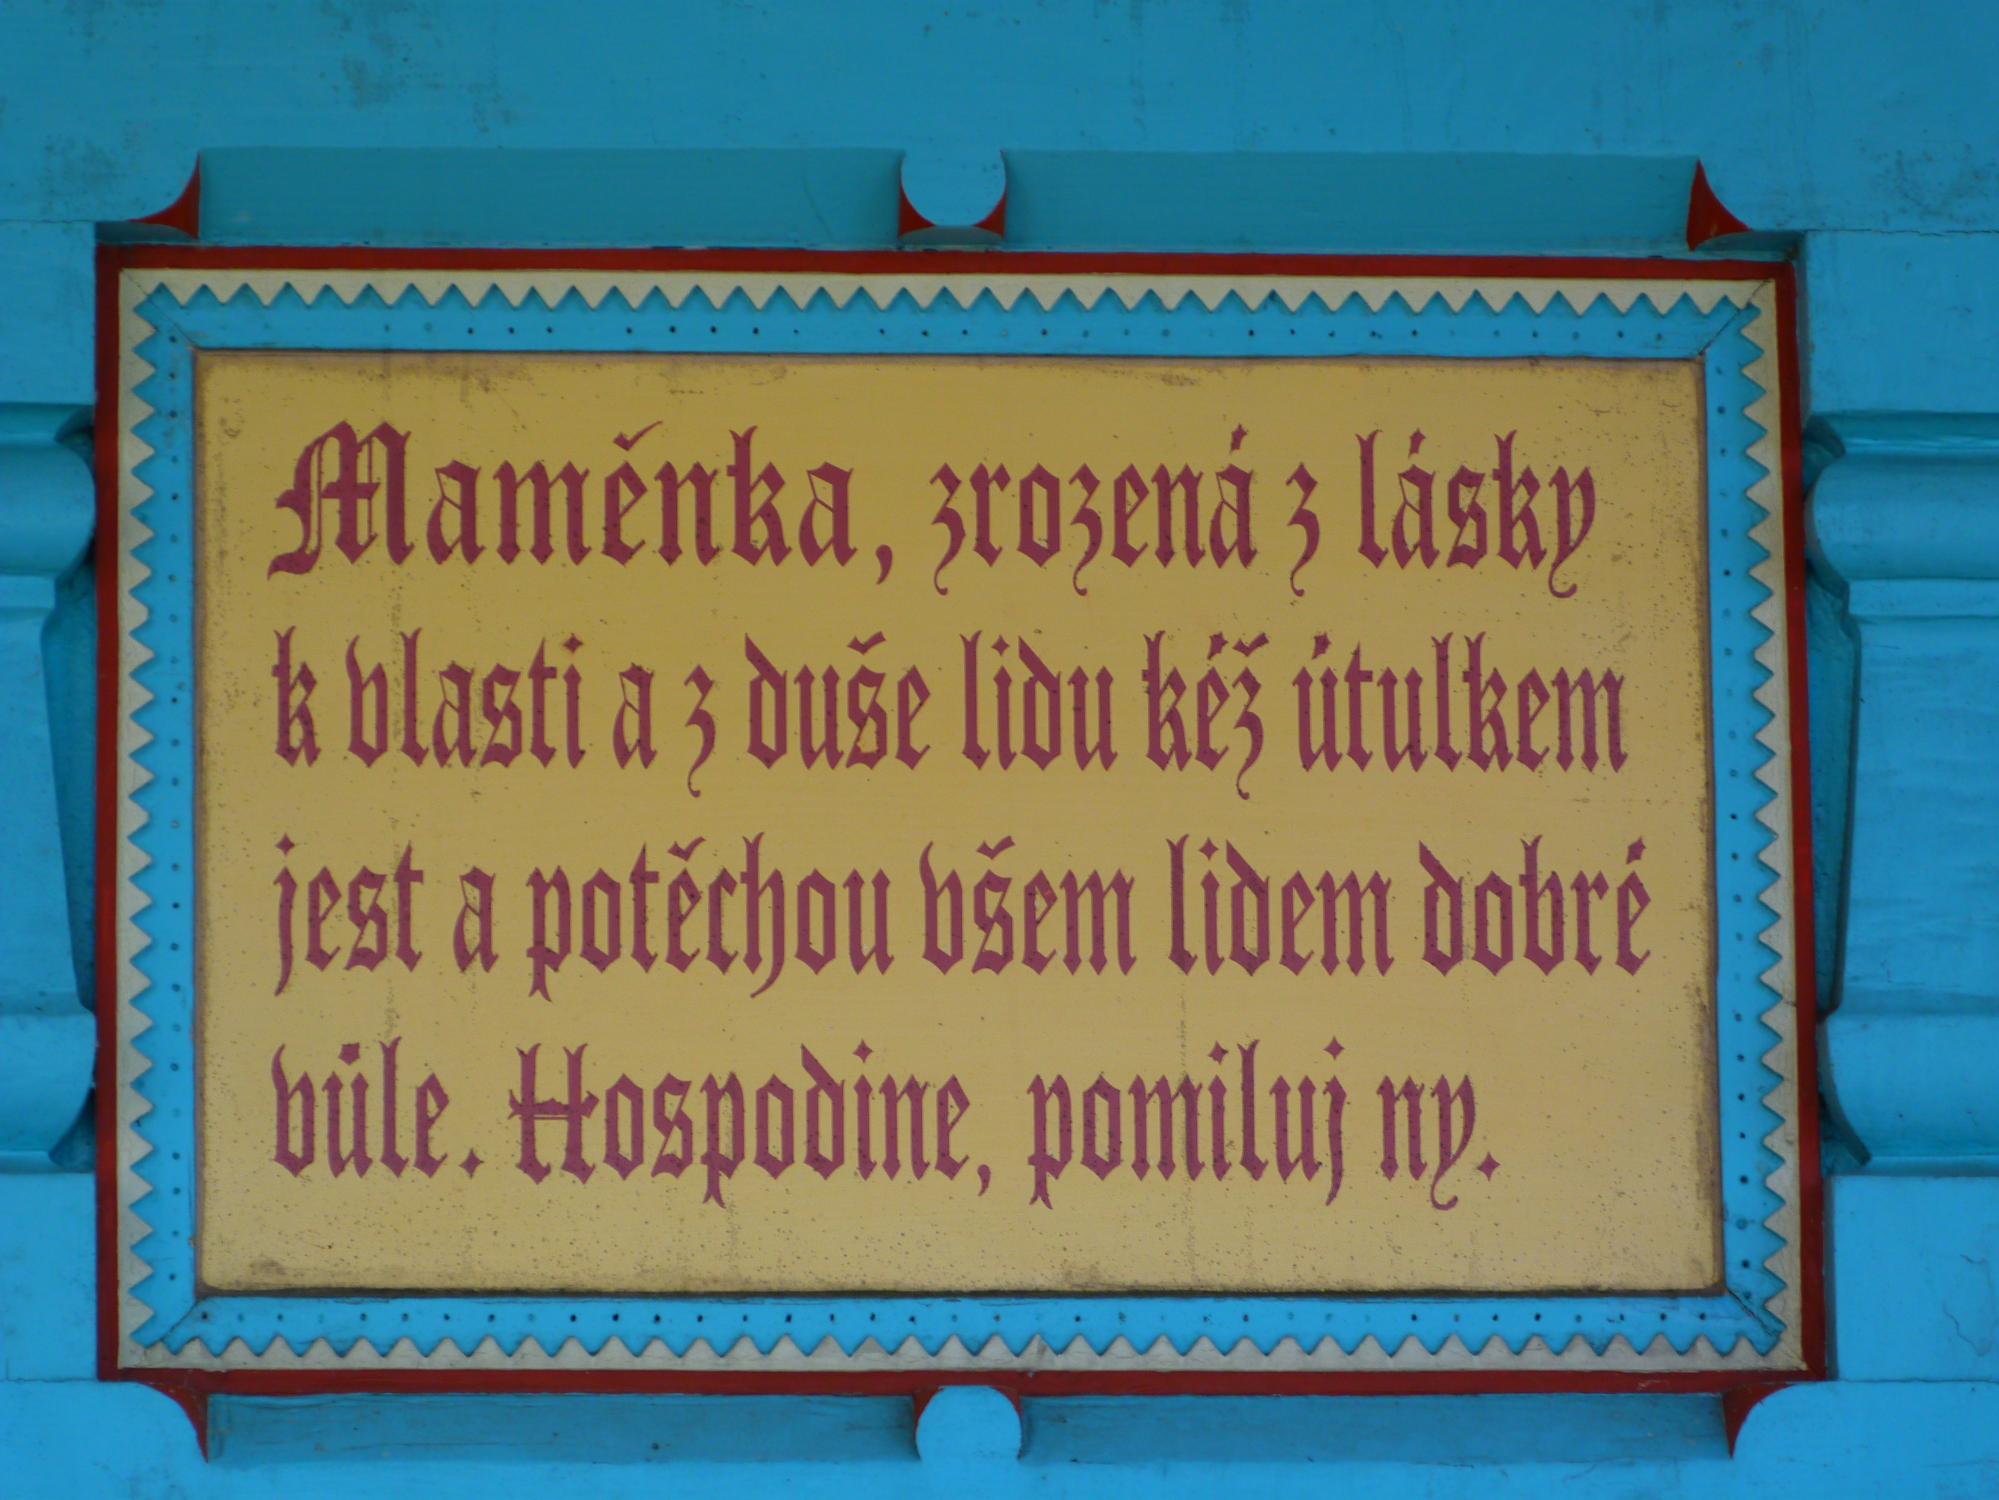 Maměnka, zrozená z lásky
k vlasti a z duše lidu kéž útulkem
jest a potěchou všem lidem dobré
vůle. Hospodine, pomiluj ny.